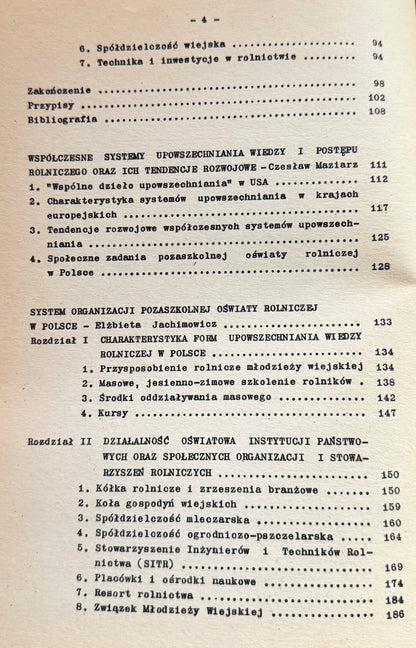 - 4 -
6. Spółdzielczość wiejska ................... 94
7. Technika i inwestycje w rolnictwie ....... 94
Zakończenie ................................. 98
Przypisy .................................... 102
Bibliografia ................................ 108
WSPÓŁCZESNE SYSTEMY UPOWSZECHNIANIA WIEDZY I POSTĘPU
ROLNICZEGO ORAZ ICH TENDENCJE ROZWOJOWE -Czesław Maziarz 111
1. "Wspólne dzieło upowszechniania" w USA ... 112
2. Charakterystyka systemów upowszechniania w krajach
europejskich ................................ 117
3. Tendencje rozwojowe współczesnych systemów upowszech-
niania ...................................... 125
4. Społeczne zadania pozaszkolnej oświaty rolniczej
w Polsce .................................... 128
SYSTEM ORGANIZACJI POZASZKOLNEJ OŚWIATY ROLNICZEJ
W POLSCE - Elżbieta Jachimowicz ............. 133
Rozdział I CHARAKTERYSTYKA FORM UPOWSZECHNIANIA WIEDZY
ROLNICZEJ W POLSCE .......................... 134
1. Przysposobienie rolnicze młodzieży wiejskiej 134
2. Masowe, jesienno-zimowe szkolenie rolników . 138
3. Środki oddziaływania masowego ............ 142
4. Kursy .................................... 147
Rozdział II DZIAŁALNOŚĆ OŚWIATOWA INSTYTUCJI PAŃSTWO-
WYCH ORAZ SPOŁECZNYCH ORGANIZACJI I STOWA-
RZYSZEŃ ROLNICZYCH .......................... 150
1. Kółka rolnicze i zrzeszenia branżowe ..... 150
2. Koła gospodyń wiejskich .................. 159
3. Spółdzielczość mleczarska ................ 160
4. Spółdzielczość ogrodniczo-pszczelarska ... 164
5. Stowarzyszenie Inżynierów i Techników Rol-
nictwa (SITR) ............................... 169
6. Placówki i ośrodki naukowe ............... 174
7. Resort rolnictwa ......................... 184
8. Związek Młodzieży Wiejskiej .............. 186